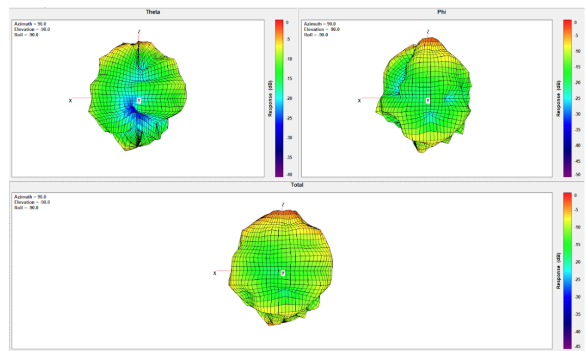 Theta
Azimuth = 90.0
Elevation = -90.0
Roll = -90.0
Z
X
Y
Response (dB)
0
-5
-10
-15
-20
-25
-30
-35
-40
Phi
Azimuth = 90.0
Elevation = -90.0
Roll = -90.0
Z
X
Y
Response (dB)
0
-5
-10
-15
-20
-25
-30
-35
-40
-45
-50
Total
Azimuth = 90.0
Elevation = -90.0
Roll = -90.0
Z
X
Y
Response (dB)
0
-5
-10
-15
-20
-25
-30
-35
-40
-45